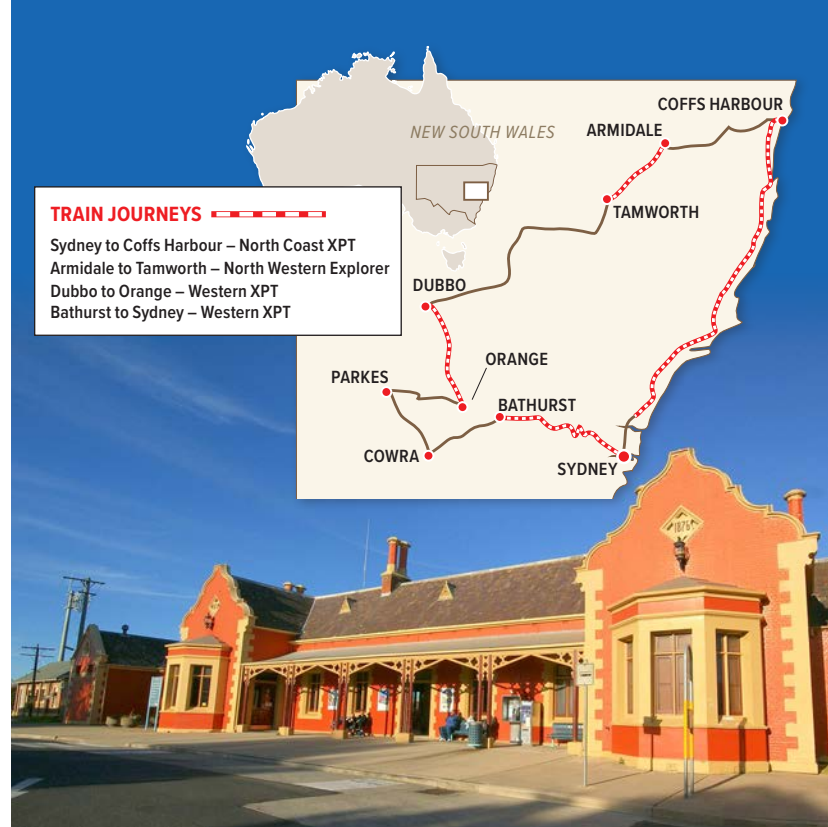 NEW SOUTH WALES
COFFS HARBOUR
ARMIDALE
TAMWORTH
TRAIN JOURNEYS
Sydney to Coffs Harbour – North Coast XPT
Armidale to Tamworth – North Western Explorer
Dubbo to Orange – Western XPT
Bathurst to Sydney – Western XPT
DUBBO
ORANGE
PARKES
BATHURST
COWRA
SYDNEY